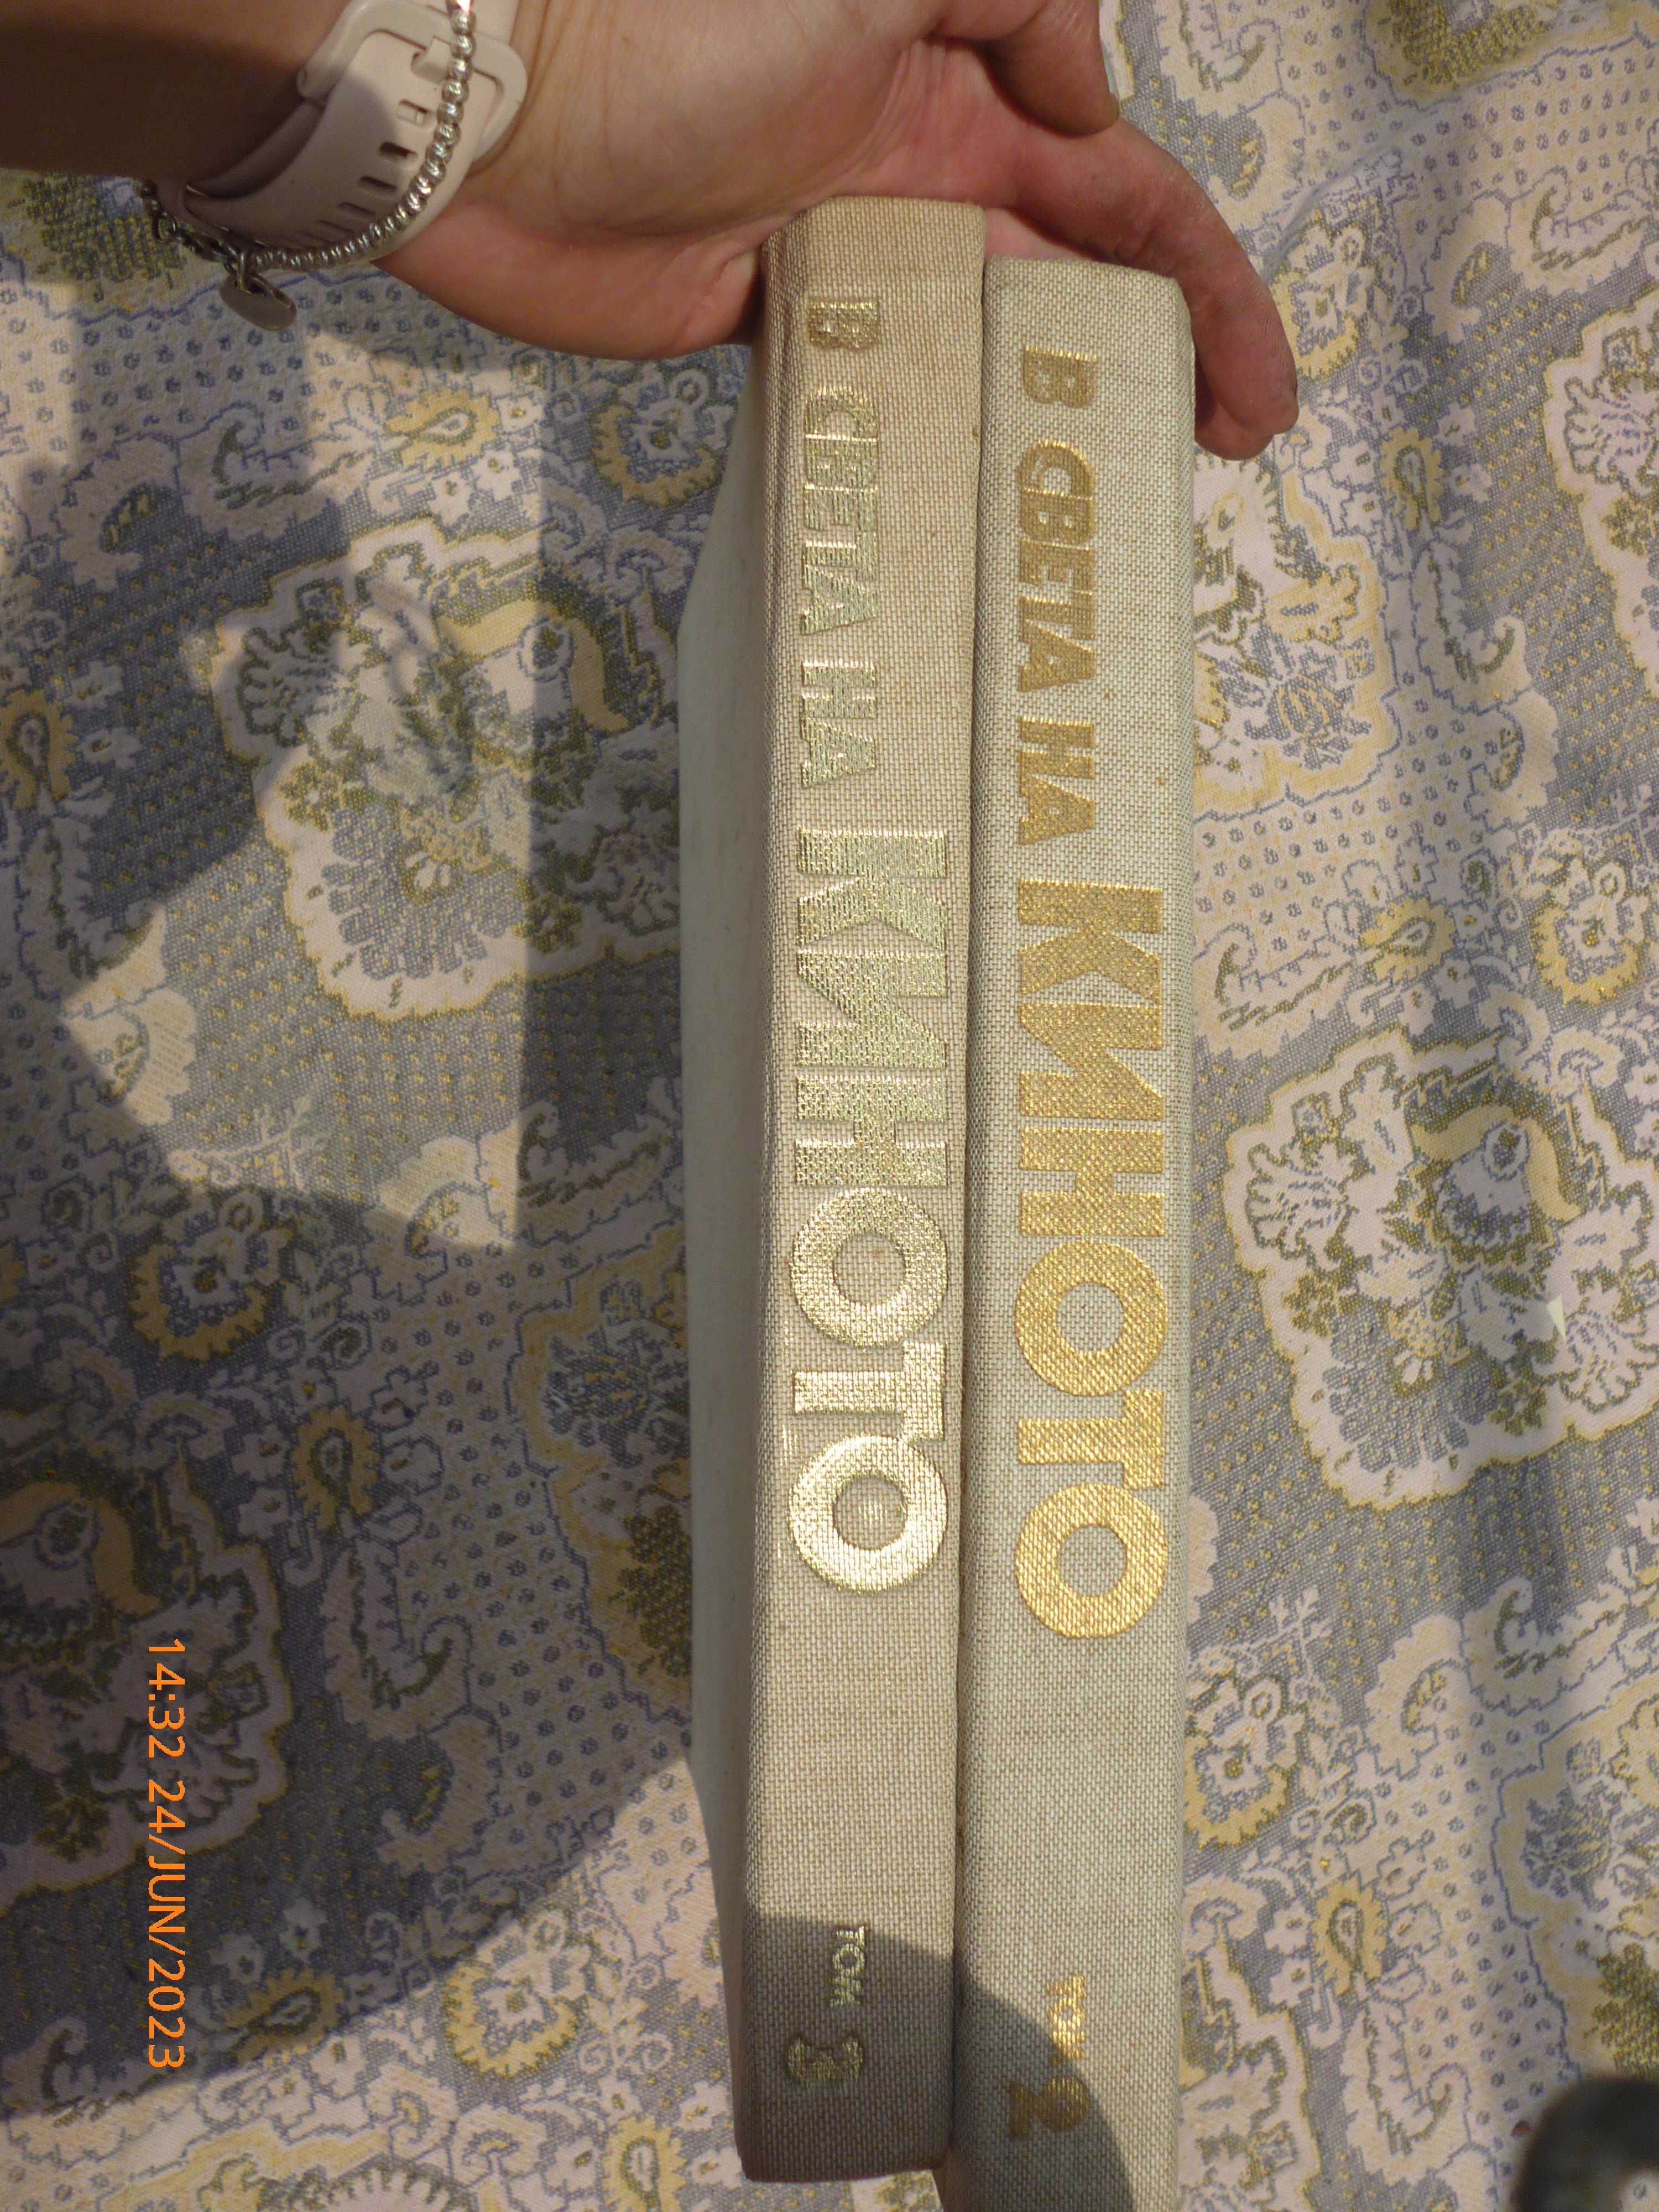 В СВЕТА НА КИНОТО ТОМ 3
В СВЕТА НА КИНОТО ТОМ 2
14:32 24/JUN/2023